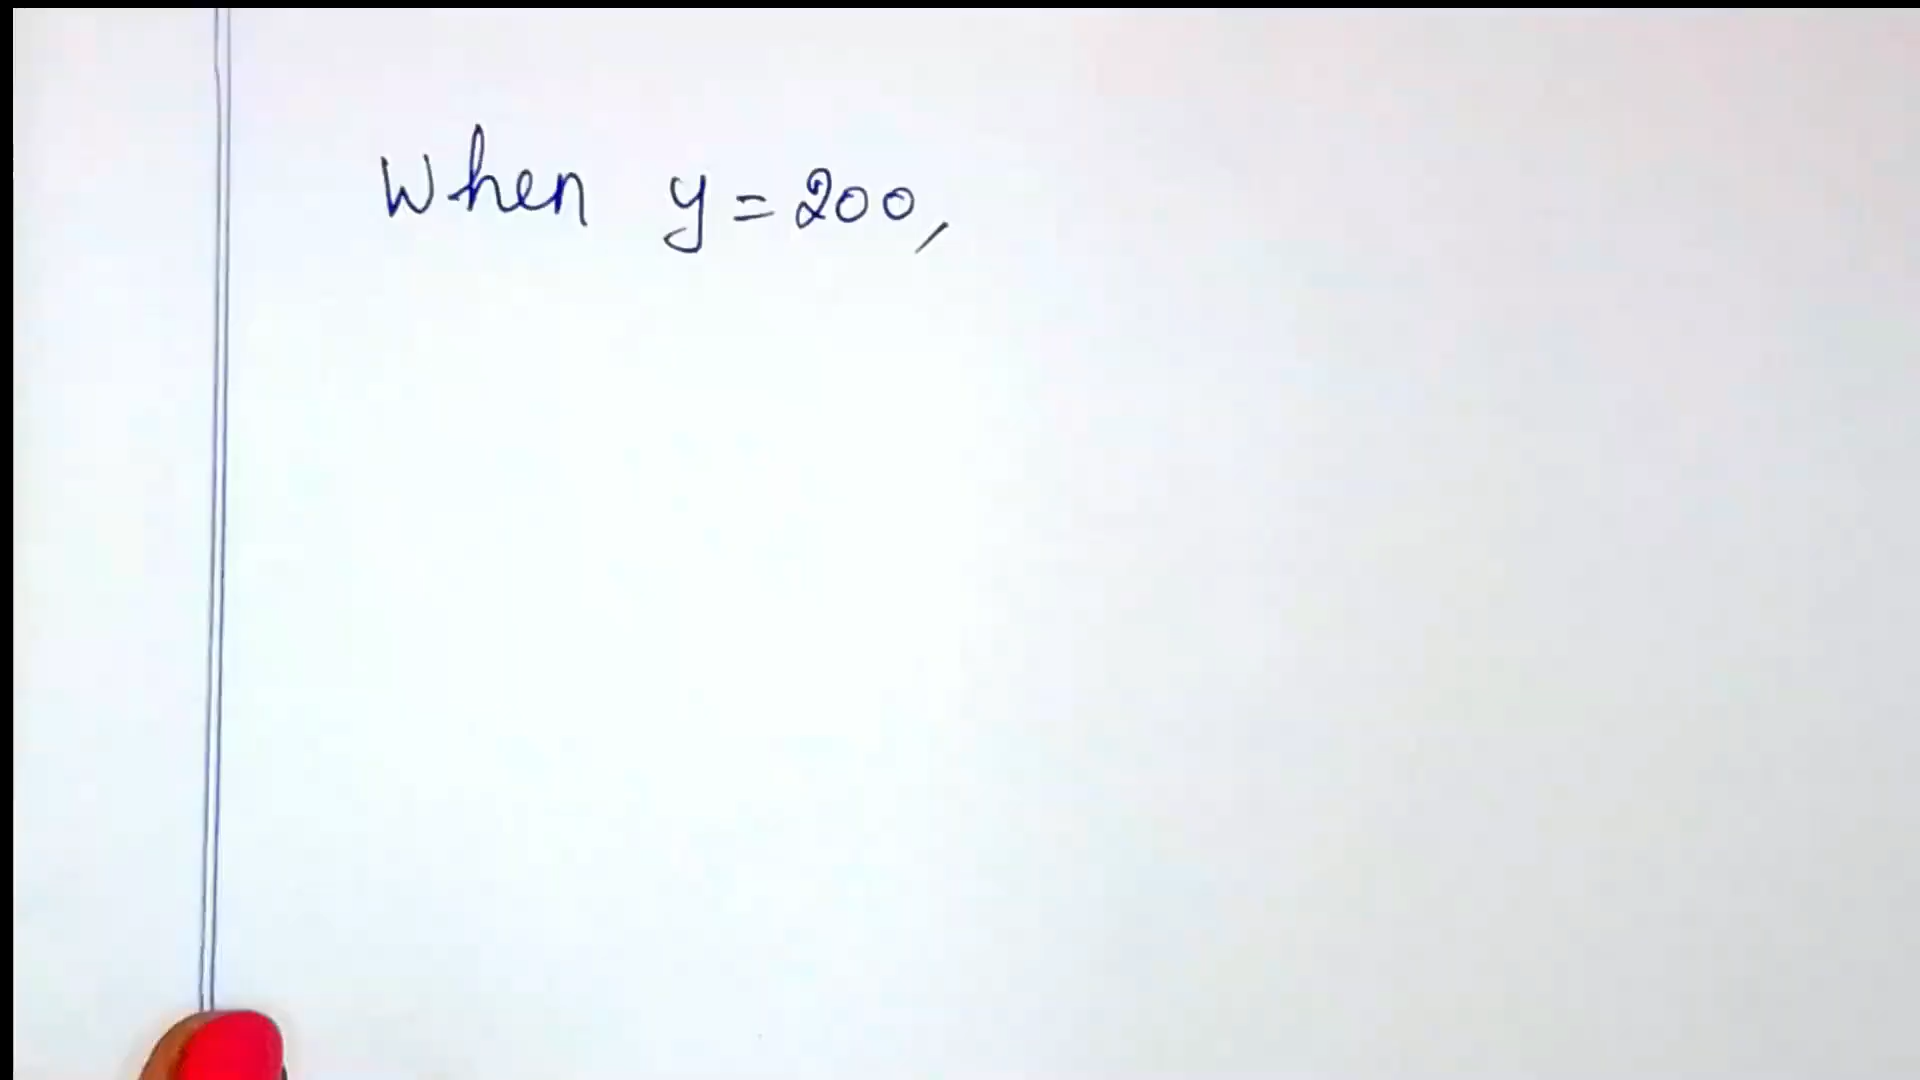 When y = 200,